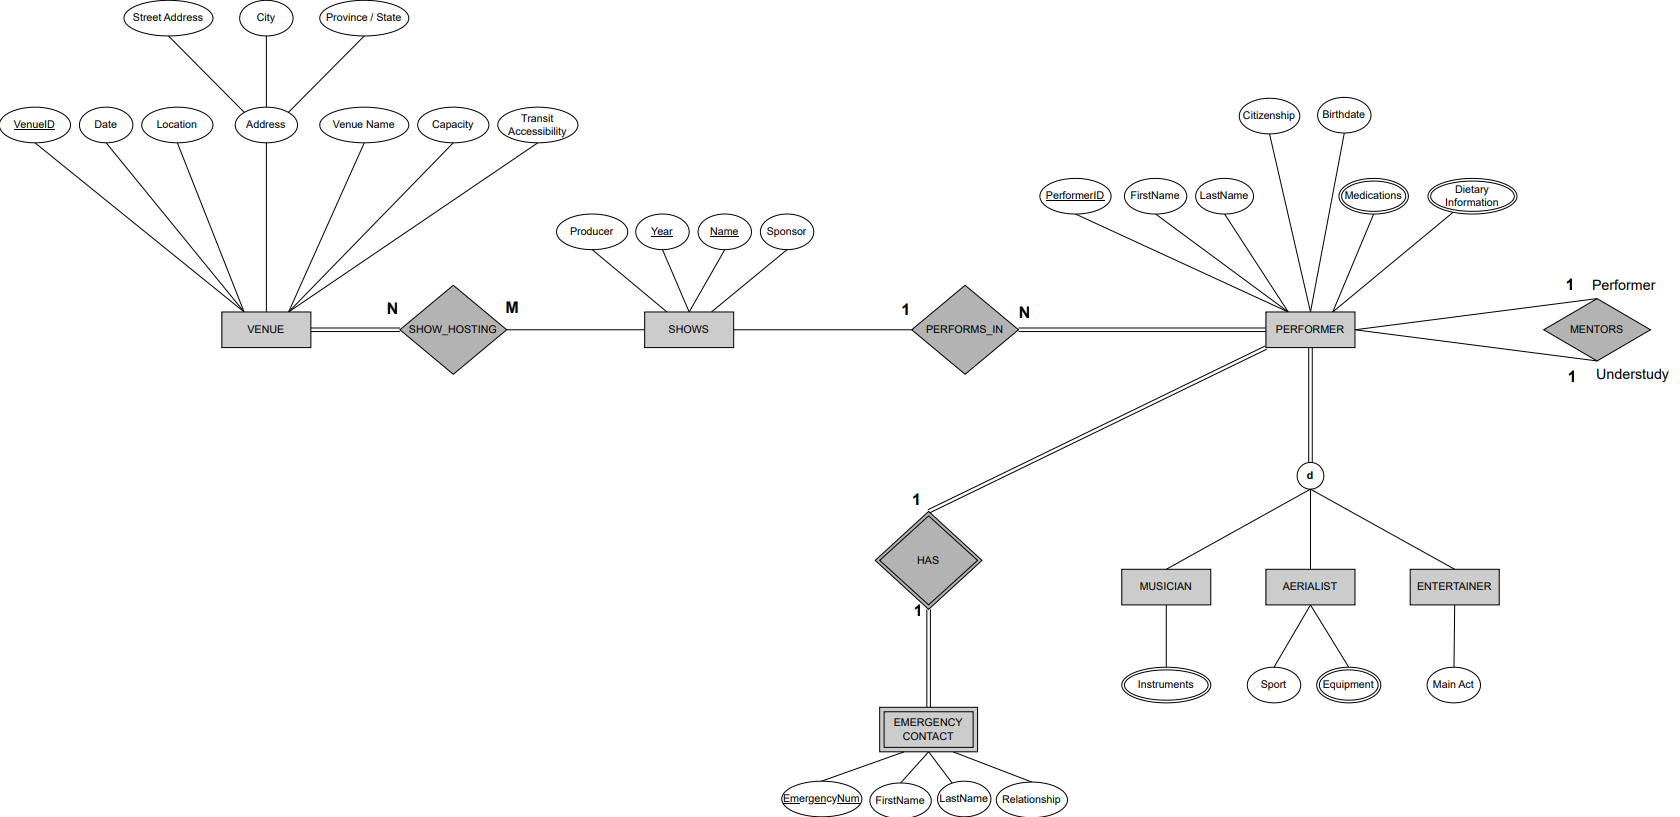 Street Address
City
Province / State
VenueID
Date
Location
Address
Venue Name
Capacity
Transit
Accessibility
Citizenship
Birthdate
PerformerID
FirstName
LastName
Medications
Dietary
Information
Producer
Year
Name
Sponsor
VENUE
N
SHOW_HOSTING
M
SHOWS
1
PERFORMS_IN
N
PERFORMER
1 Performer
MENTORS
1 Understudy
d
1
HAS
1
MUSICIAN
AERIALIST
ENTERTAINER
Instruments
Sport
Equipment
Main Act
EMERGENCY
CONTACT
EmergencyNum
FirstName
LastName
Relationship